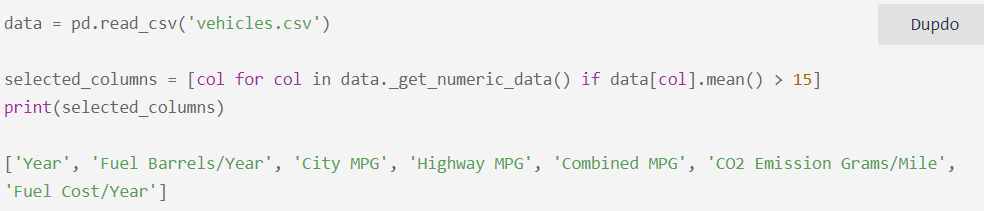 data = pd.read_csv('vehicles.csv')
Dupdo
selected_columns = [col for col in data._get_numeric_data() if data[col].mean() > 15]
print(selected_columns)
['Year', 'Fuel Barrels/Year', 'City MPG', 'Highway MPG', 'Combined MPG', 'CO2 Emission Grams/Mile',
'Fuel Cost/Year']